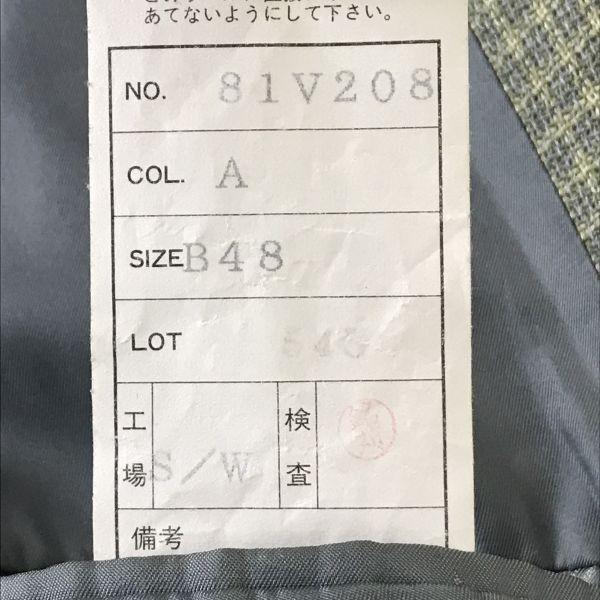 あてないようにして下さい。
NO. 81V208
COL. A
SIZE B48
LOT
工場 S/W 検査
備考